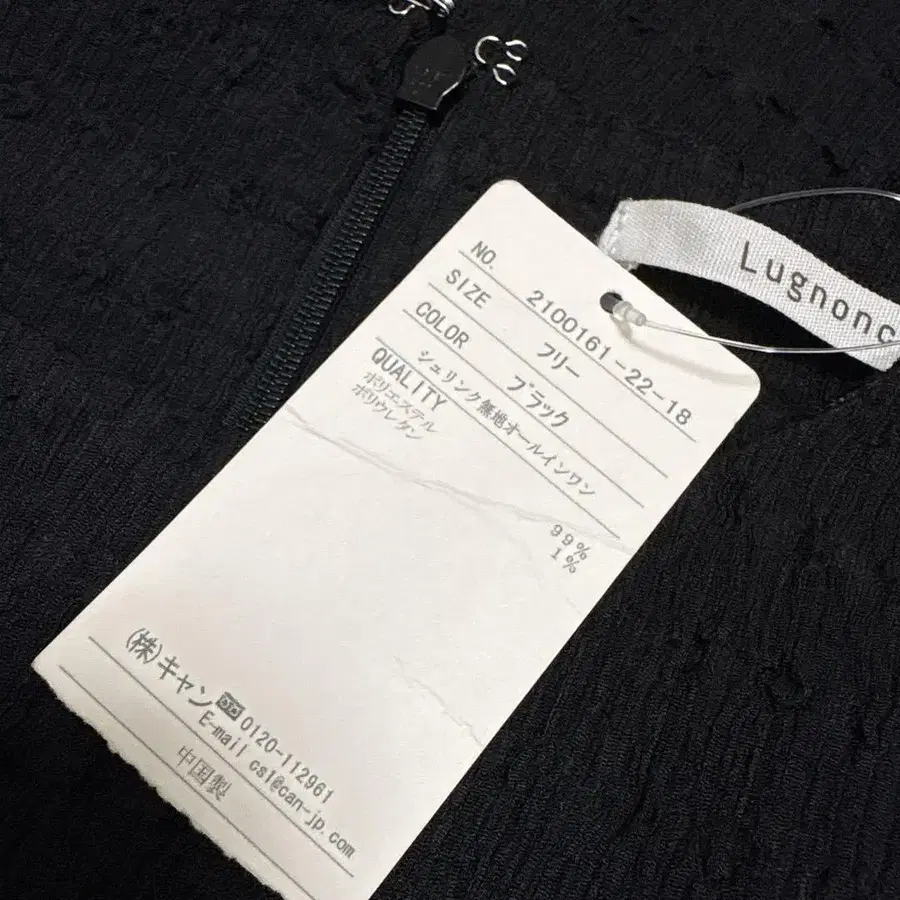 Lugnonc
NO. 2100161-22-18
SIZE フリー
COLOR ブラック
シュリンク無地オールインワン
QUALITY
ポリエステル 99%
ポリウレタン 1%
(株)キャン 0120-112961
E-mail cs1@can-jp.com
中国製